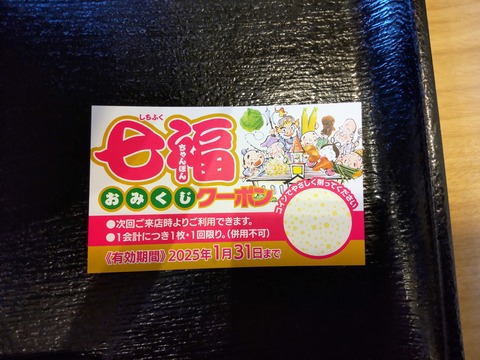 しちふく
七福
ちゃんぽん
おみくじクーポン
コインでやさしく削ってください
●次回ご来店時よりご利用できます。
●1会計につき1枚・1回限り。(併用不可)
《有効期間》2025年1月31日まで